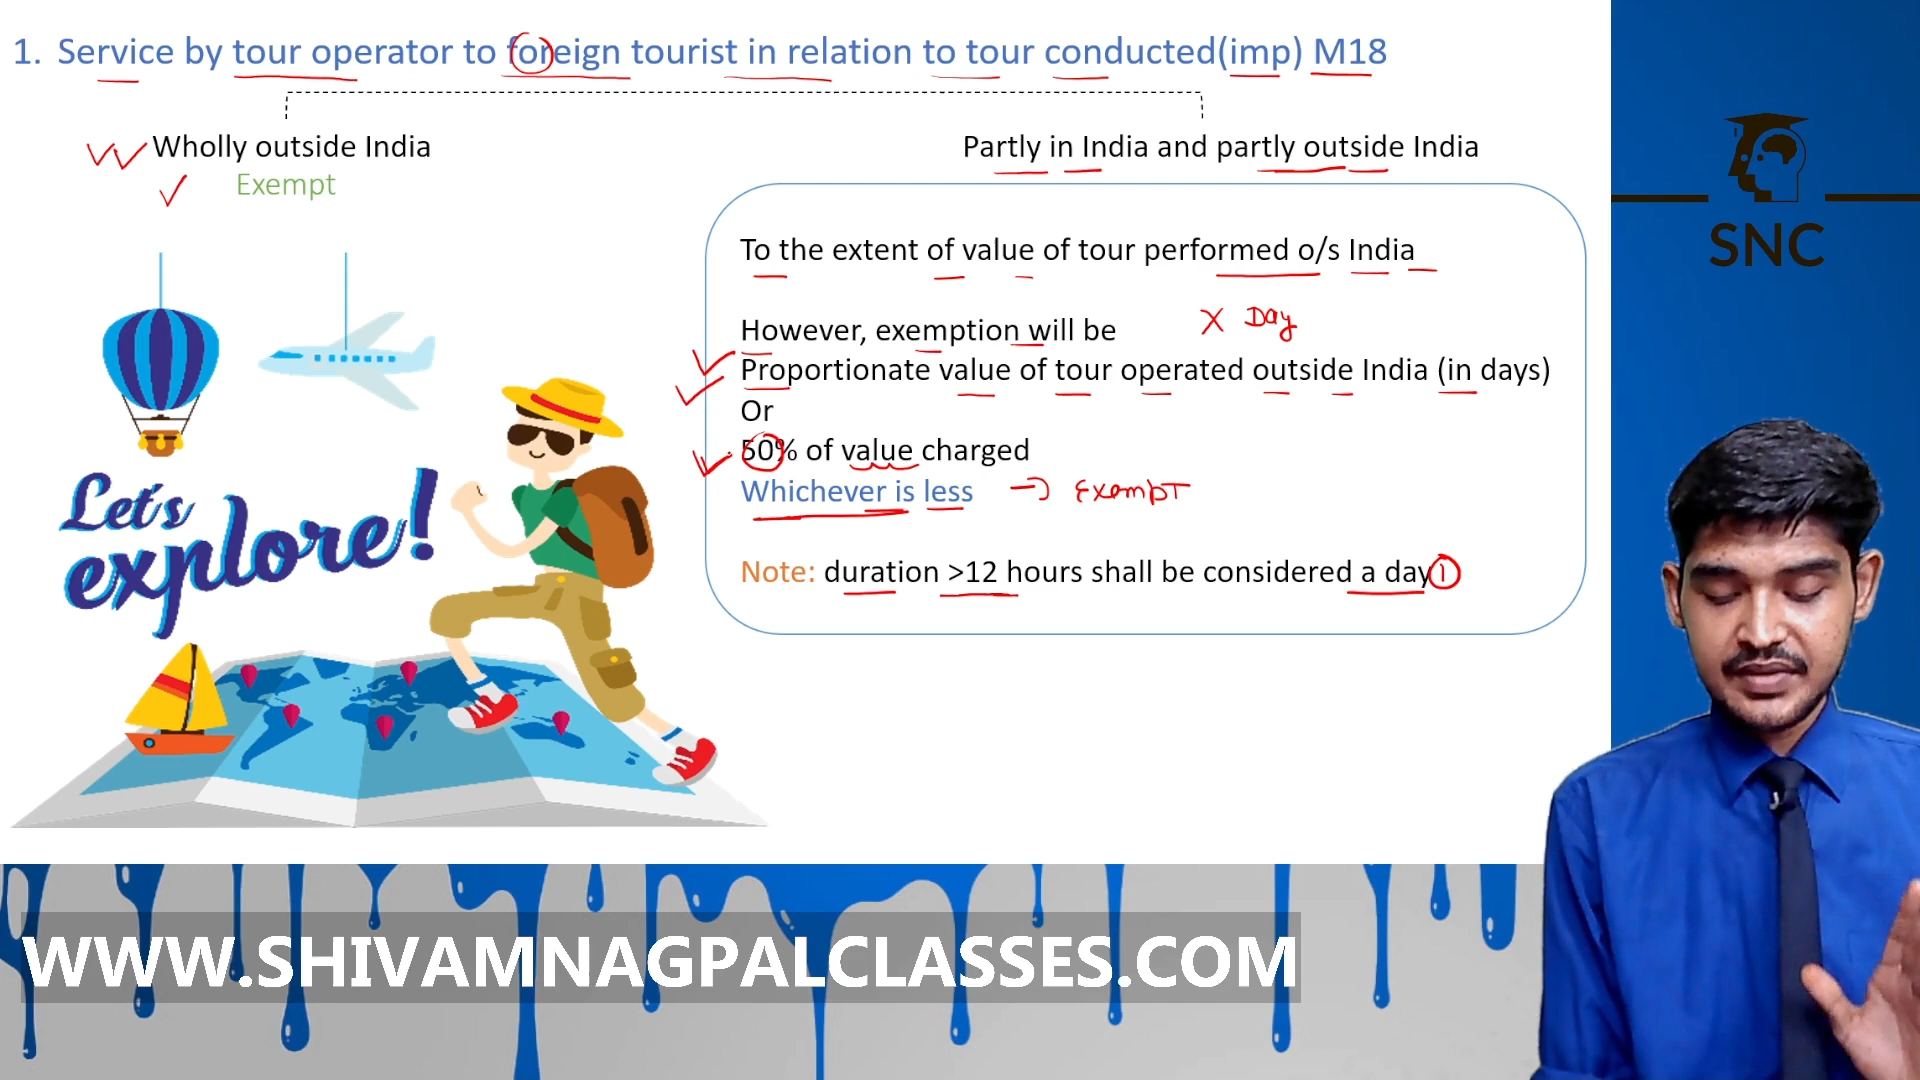 1. Service by tour operator to foreign tourist in relation to tour conducted(imp) M18
Wholly outside India
Exempt
Partly in India and partly outside India
To the extent of value of tour performed o/s India
However, exemption will be
X Day
Proportionate value of tour operated outside India (in days)
Or
50% of value charged
Whichever is less → Exempt
Note: duration >12 hours shall be considered a day 1
Let's
explore!
SNC
WWW.SHIVAMNAGPALCLASSES.COM